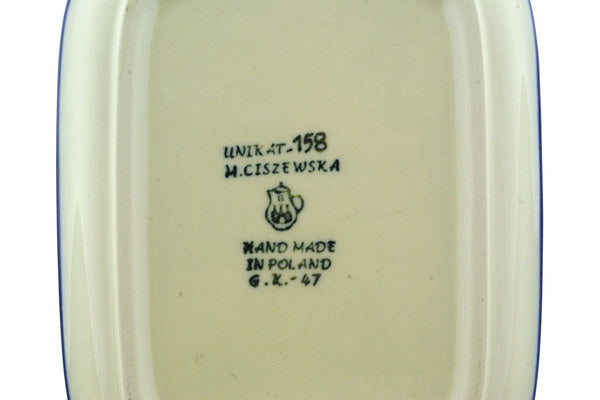 UNIKAT-158
M.CISZEWSKA
HAND MADE
IN POLAND
G.K.-47